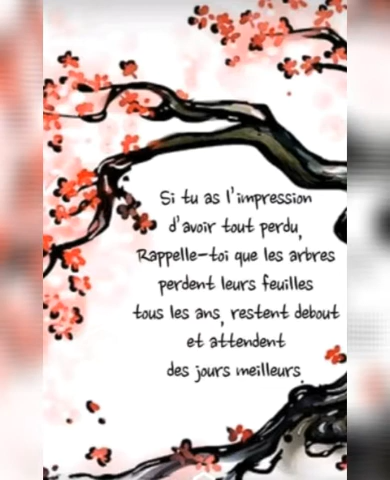 Si tu as l'impression
d'avoir tout perdu,
Rappelle-toi que les arbres
perdent leurs feuilles
tous les ans, restent debout
et attendent
des jours meilleurs.